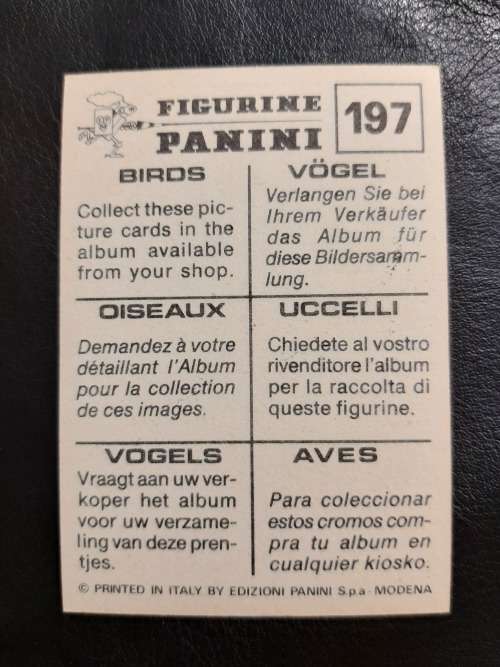 FIGURINE
PANINI
197
BIRDS
Collect these pic-
ture cards in the
album available
from your shop.
VÖGEL
Verlangen Sie bei
Ihrem Verkäufer
das Album für
diese Bildersamm-
lung.
OISEAUX
Demandez à votre
détaillant l'Album
pour la collection
de ces images.
UCCELLI
Chiedete al vostro
rivenditore l'album
per la raccolta di
queste figurine.
VOGELS
Vraagt aan uw ver-
koper het album
voor uw verzame-
ling van deze pren-
tjes.
AVES
Para coleccionar
estos cromos com-
pra tu album en
cualquier kiosko.
© PRINTED IN ITALY BY EDIZIONI PANINI S.p.a - MODENA